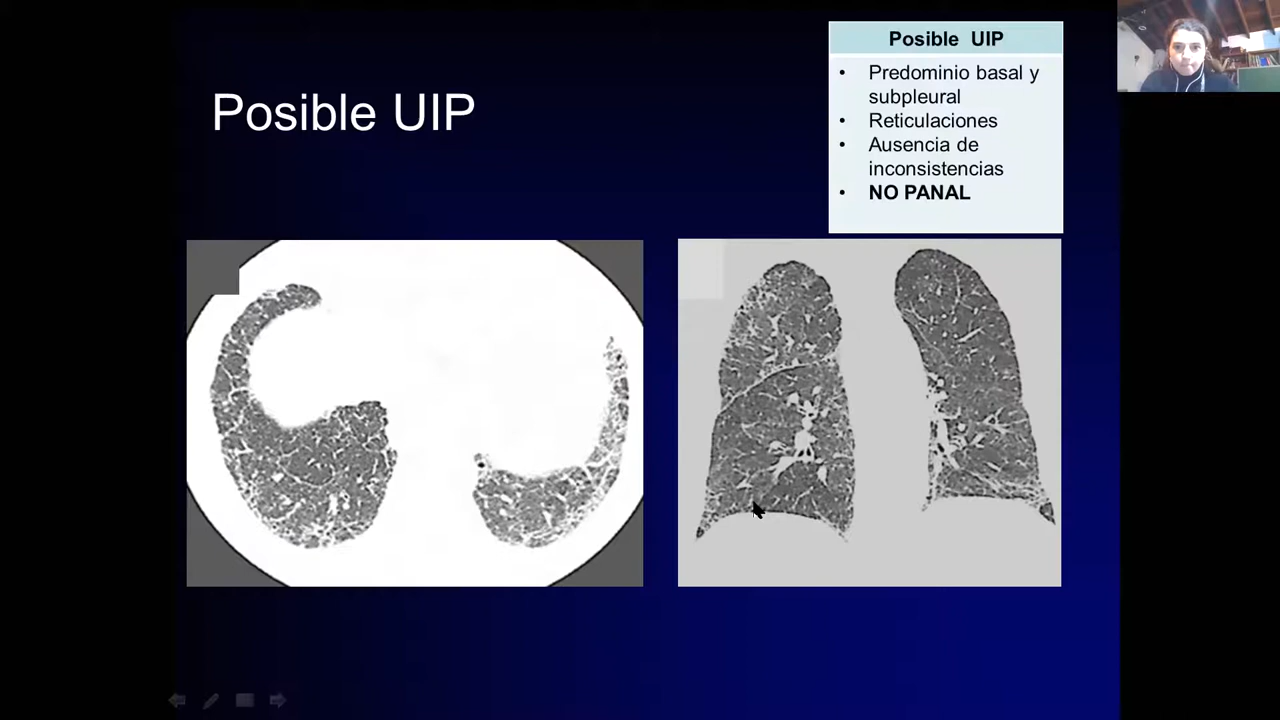 Posible UIP
Posible UIP
• Predominio basal y
subpleural
• Reticulaciones
• Ausencia de
inconsistencias
• NO PANAL